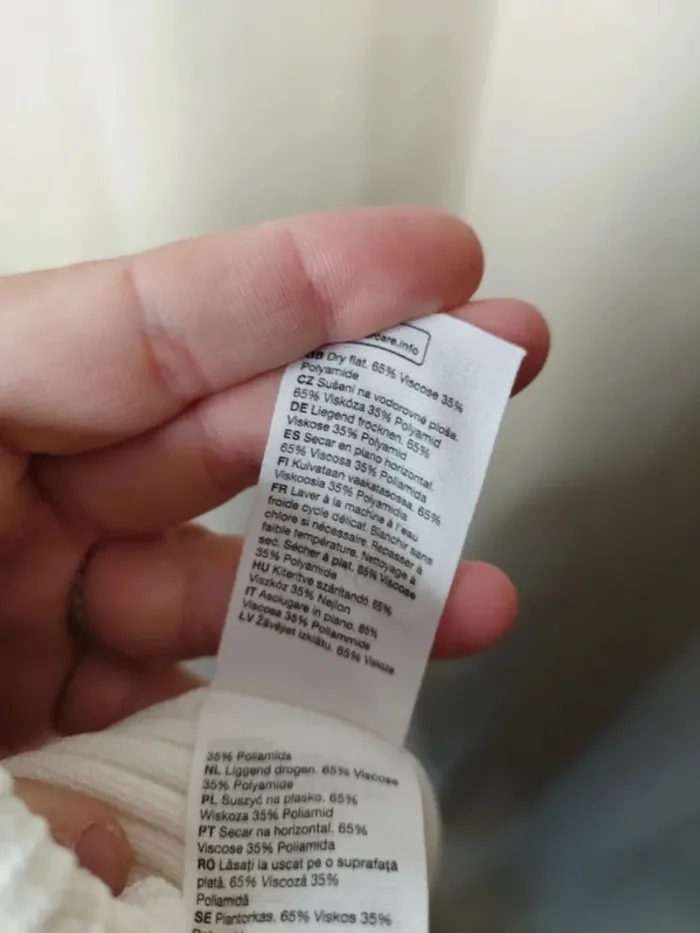 care.info
GB Dry flat. 65% Viscose 35%
Polyamide
CZ Sušení na vodorovné ploše.
65% Viskóza 35% Polyamid
DE Liegend trocknen. 65%
Viskose 35% Polyamid
ES Secar en plano horizontal.
65% Viscosa 35% Poliamida
FI Kuivataan vaakatasossa. 65%
Viskoosia 35% Polyamidia
FR Laver à la machine à l'eau
froide cycle délicat. Blanchir sans
chlore si nécessaire. Repasser à
faible température. Nettoyage à
sec. Sécher à plat. 65% Viscose
35% Polyamide
HU Kiterítve szárítandó. 65%
Viszkóz 35% Nejlon
IT Asciugare in piano. 65%
Viscosa 35% Poliammide
LV Žāvējiet izklātu. 65% Viskoze
35% Poliamīds
NL Liggend drogen. 65% Viscose
35% Polyamide
PL Suszyć na płasko. 65%
Wiskoza 35% Poliamid
PT Secar na horizontal. 65%
Viscose 35% Poliamida
RO Lăsați la uscat pe o suprafață
plată. 65% Viscoză 35%
Poliamidă
SE Plantorkas. 65% Viskos 35%